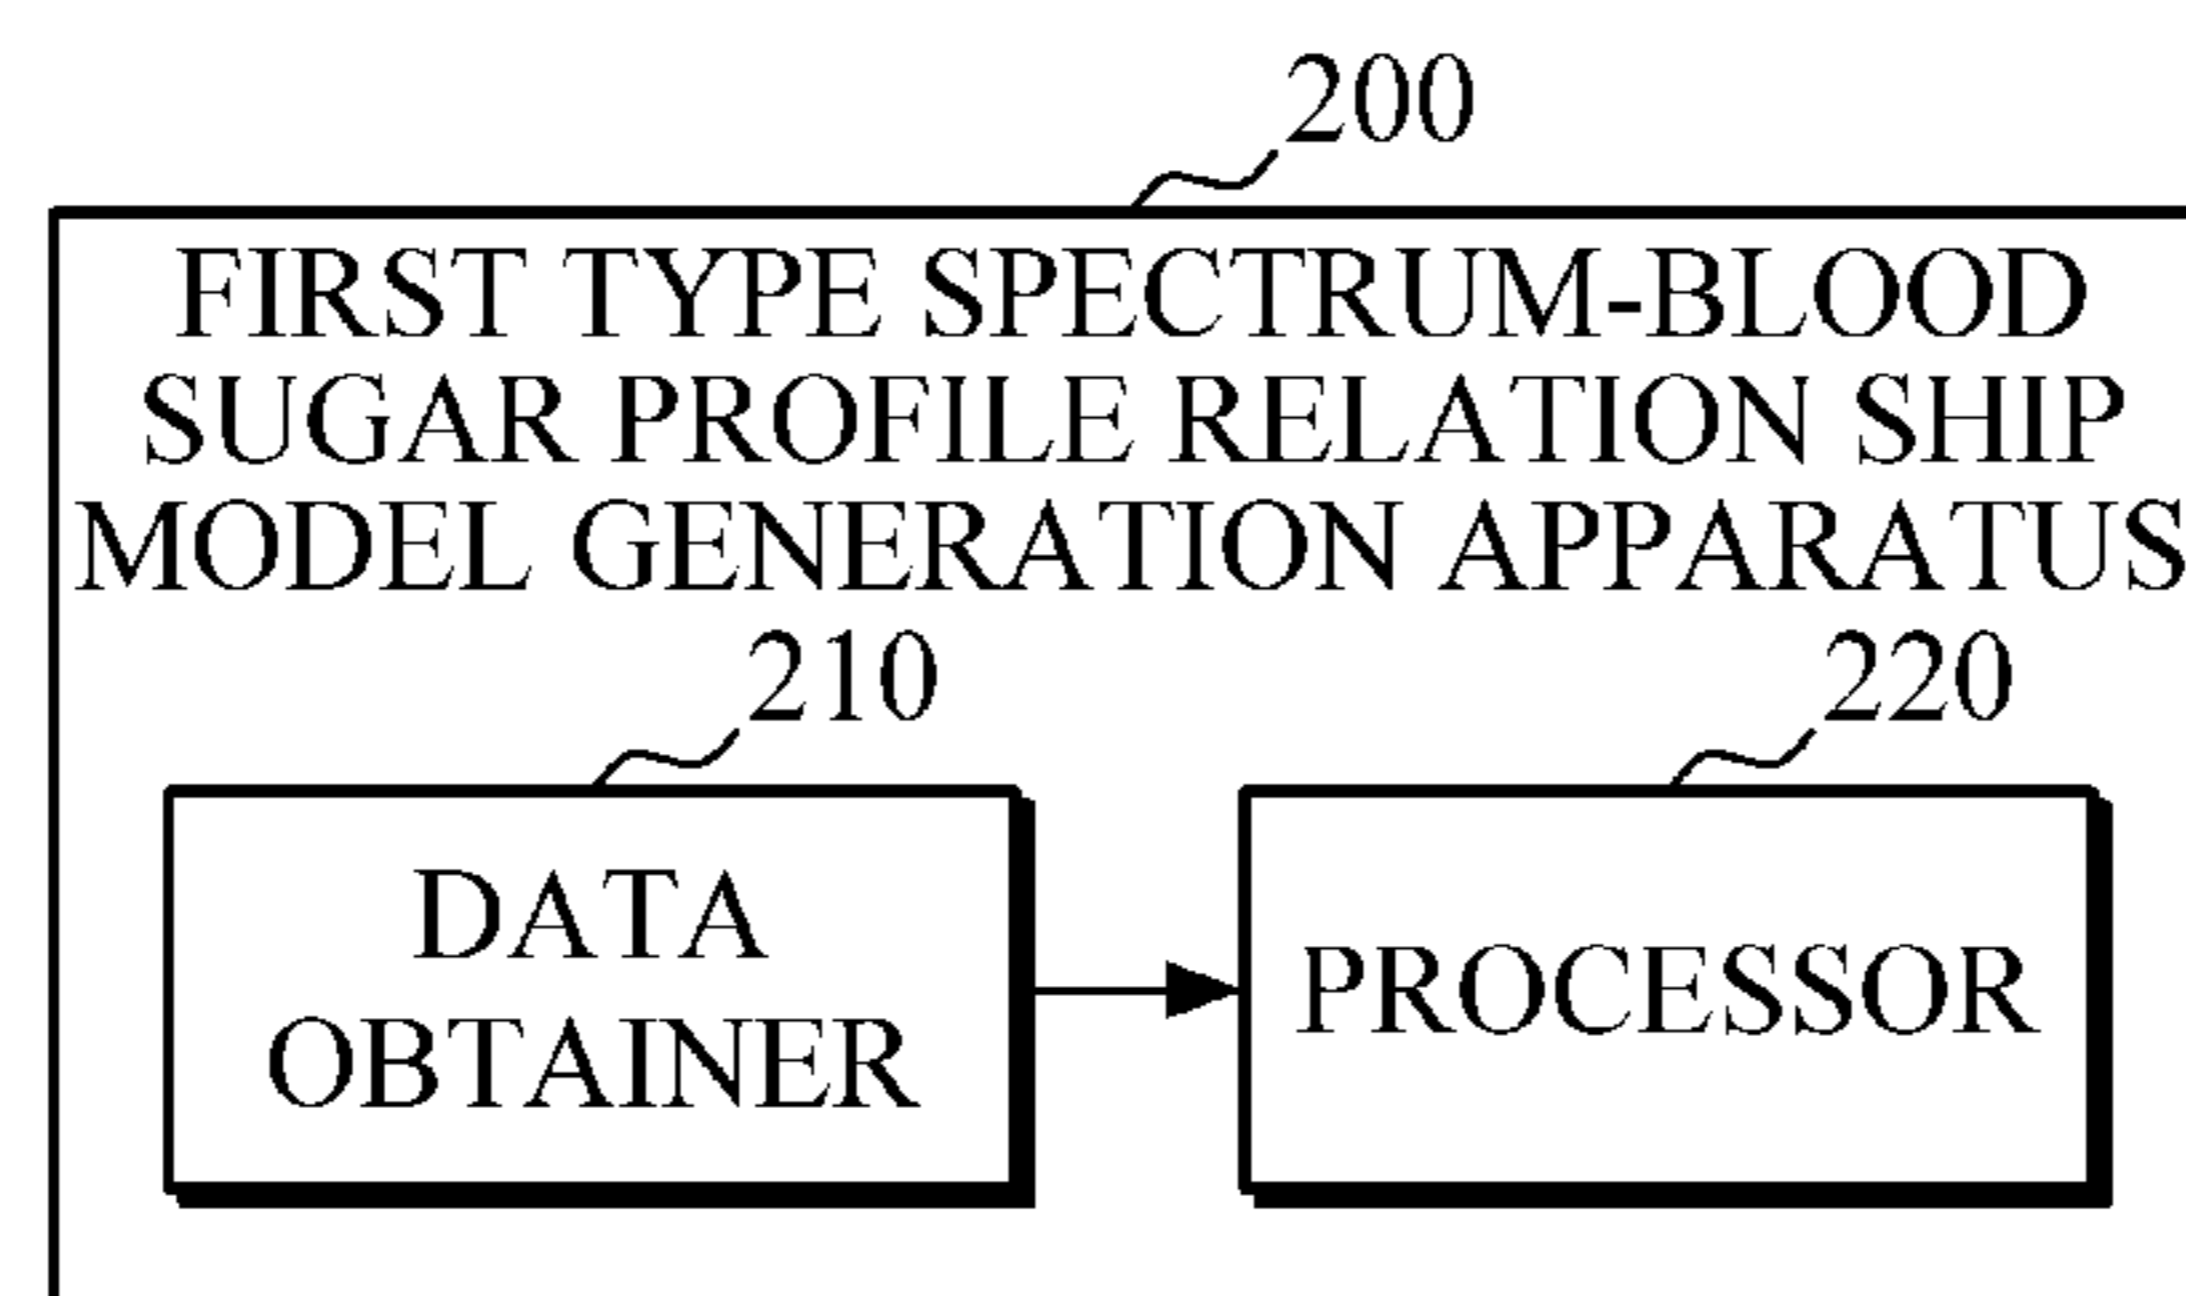 200
FIRST TYPE SPECTRUM-BLOOD
SUGAR PROFILE RELATION SHIP
MODEL GENERATION APPARATUS
210
220
DATA
OBTAINER
PROCESSOR